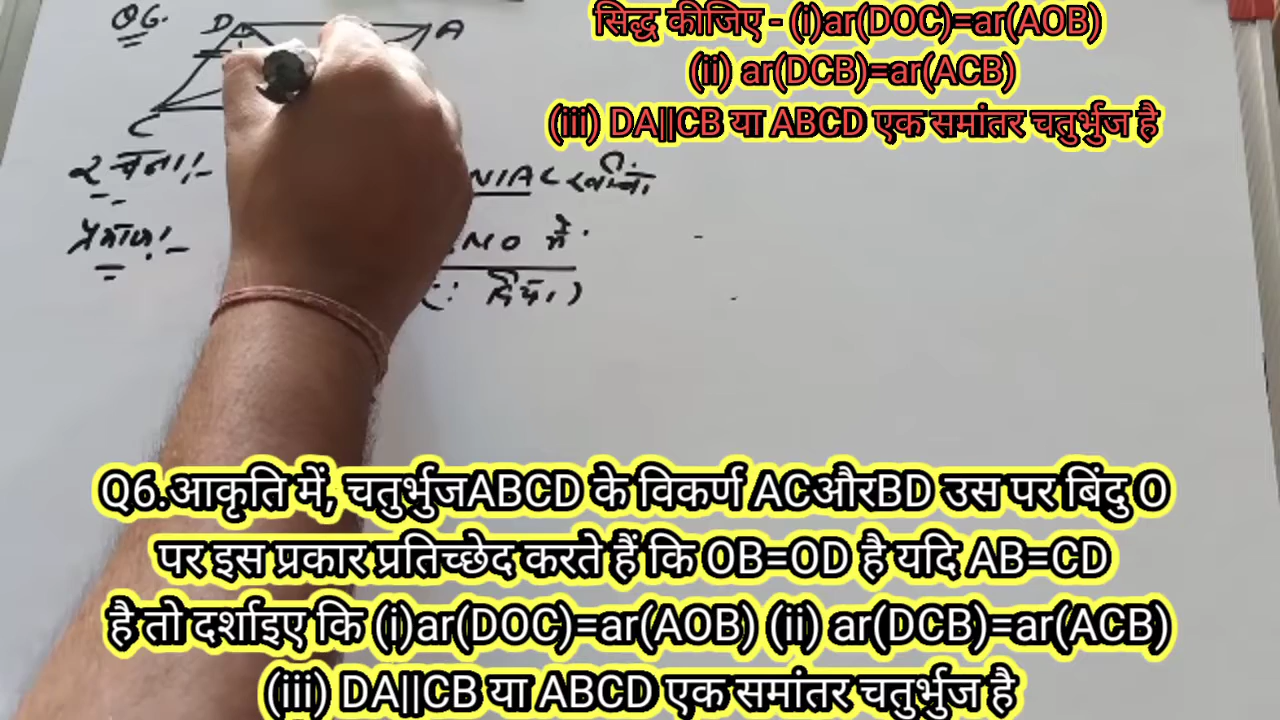 Q6.
D
A
C
सिद्ध कीजिए - (i)ar(DOC)=ar(AOB)
(ii) ar(DCB)=ar(ACB)
(iii) DA||CB या ABCD एक समांतर चतुर्भुज है
रचना:-
Q6.आकृति में, चतुर्भुजABCD के विकर्ण ACऔरBD उस पर बिंदु O
पर इस प्रकार प्रतिच्छेद करते हैं कि OB=OD है यदि AB=CD
है तो दर्शाइए कि (i)ar(DOC)=ar(AOB) (ii) ar(DCB)=ar(ACB)
(iii) DA||CB या ABCD एक समांतर चतुर्भुज है